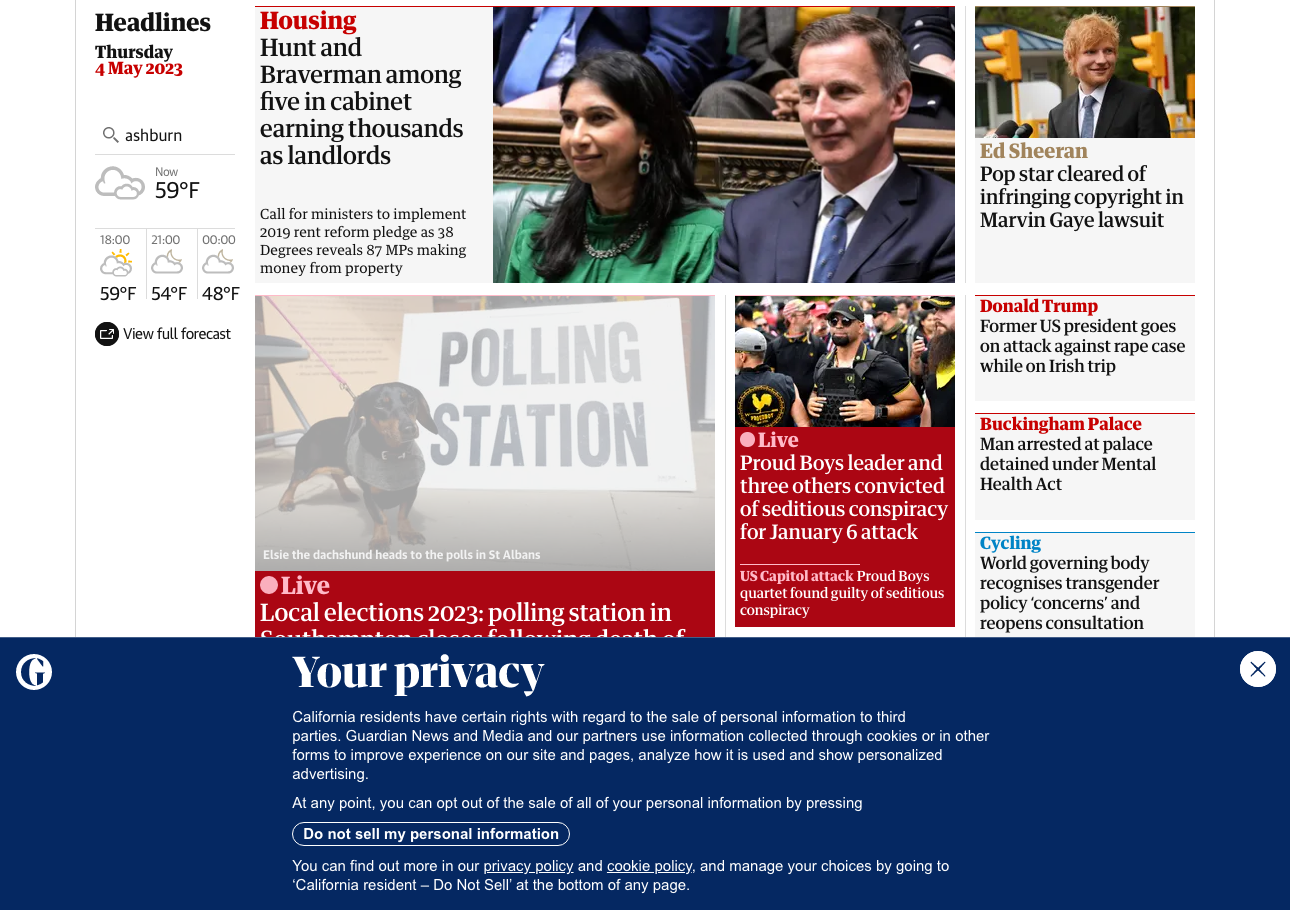 Headlines
Thursday
4 May 2023
ashburn
Now
59°F
18:00
21:00
00:00
59°F
54°F
48°F
View full forecast
Housing
Hunt and
Braverman among
five in cabinet
earning thousands
as landlords
Call for ministers to implement
2019 rent reform pledge as 38
Degrees reveals 87 MPs making
money from property
Ed Sheeran
Pop star cleared of
infringing copyright in
Marvin Gaye lawsuit
POLLING
STATION
Elsie the dachshund heads to the polls in St Albans
Live
Local elections 2023: polling station in
Southampton closes following death of
Live
Proud Boys leader and
three others convicted
of seditious conspiracy
for January 6 attack
US Capitol attack Proud Boys
quartet found guilty of seditious
conspiracy
Donald Trump
Former US president goes
on attack against rape case
while on Irish trip
Buckingham Palace
Man arrested at palace
detained under Mental
Health Act
Cycling
World governing body
recognises transgender
policy ‘concerns’ and
reopens consultation
G
Your privacy
California residents have certain rights with regard to the sale of personal information to third
parties. Guardian News and Media and our partners use information collected through cookies or in other
forms to improve experience on our site and pages, analyze how it is used and show personalized
advertising.
At any point, you can opt out of the sale of all of your personal information by pressing
Do not sell my personal information
You can find out more in our privacy policy and cookie policy, and manage your choices by going to
‘California resident – Do Not Sell’ at the bottom of any page.